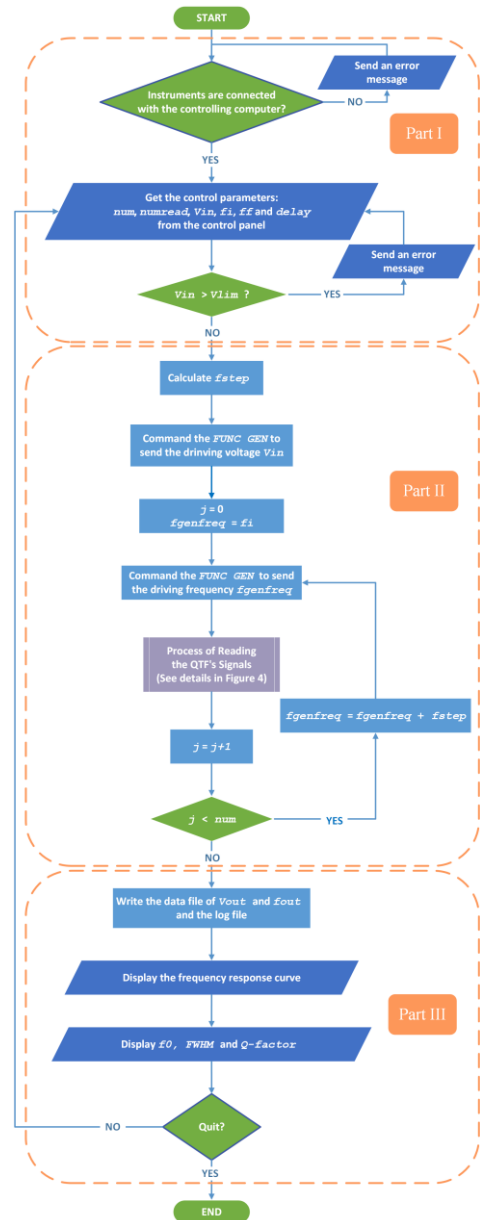 START
Send an error
message
Instruments are connected
with the controlling computer?
NO
Part I
YES
Get the control parameters:
num, numread, Vin, fi, ff and delay
from the control panel
Send an error
message
Vin > Vlim ?
YES
NO
Calculate fstep
Command the FUNC GEN to
send the drinving voltage Vin
Part II
j = 0
fgenfreq = fi
Command the FUNC GEN to send
the driving frequency fgenfreq
Process of Reading
the QTF's Signals
(See details in Figure 4)
fgenfreq = fgenfreq + fstep
j = j+1
j < num
YES
NO
Write the data file of Vout and fout
and the log file
Display the frequency response curve
Part III
Display f0, FWHM and Q-factor
NO
Quit?
YES
END